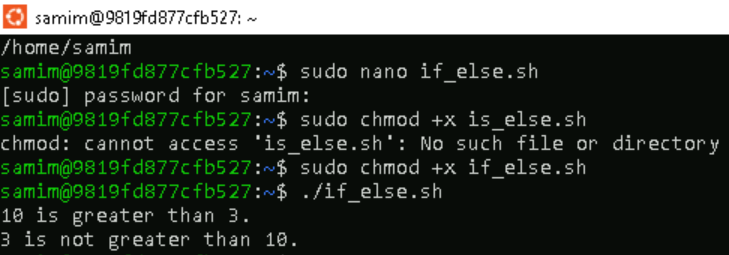 samim@9819fd877cfb527: ~
/home/samim
samim@9819fd877cfb527:~$ sudo nano if_else.sh
[sudo] password for samim:
samim@9819fd877cfb527:~$ sudo chmod +x is_else.sh
chmod: cannot access 'is_else.sh': No such file or directory
samim@9819fd877cfb527:~$ sudo chmod +x if_else.sh
samim@9819fd877cfb527:~$ ./if_else.sh
10 is greater than 3.
3 is not greater than 10.